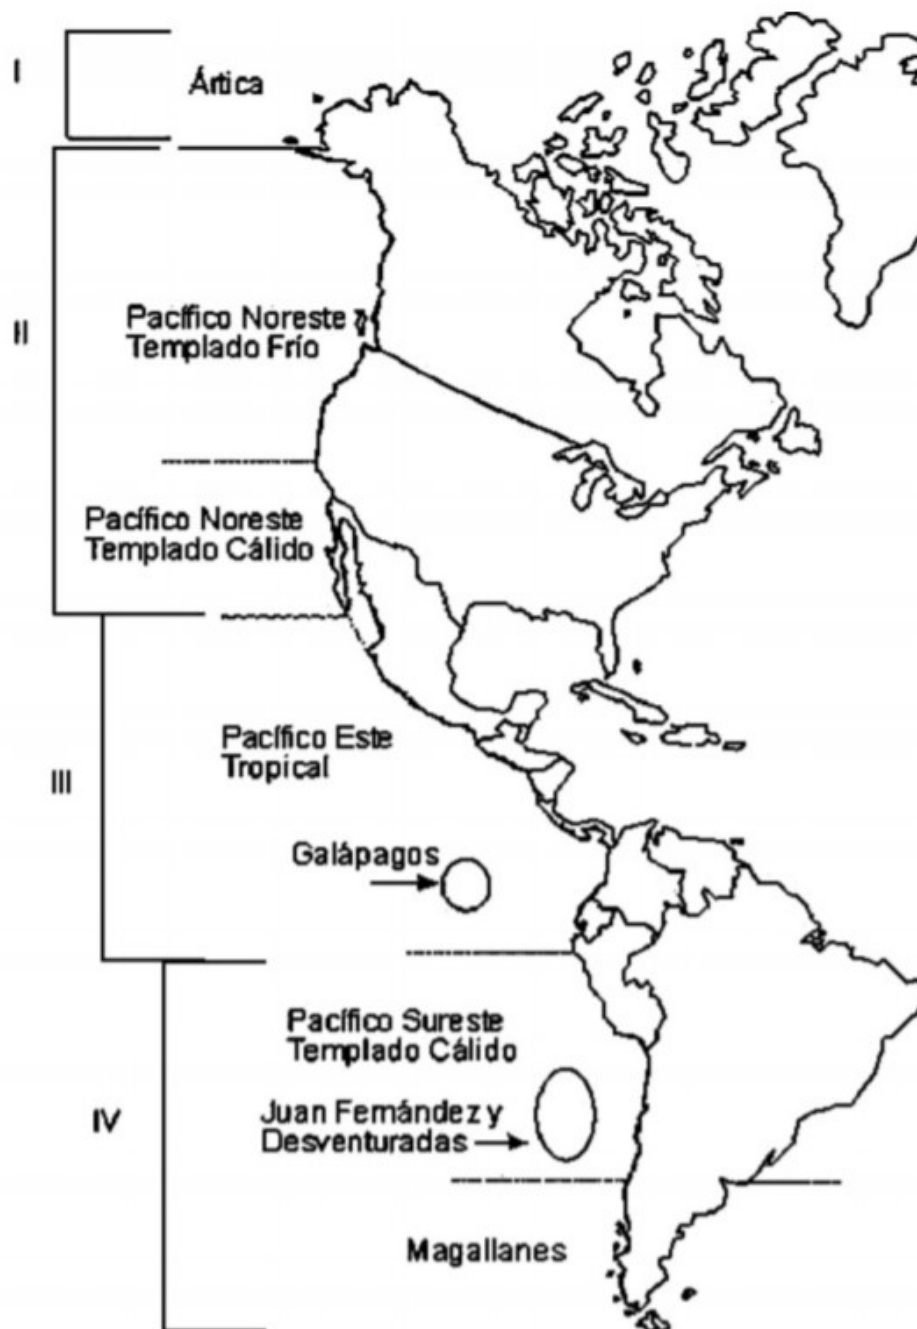 I
Ártica
II
Pacífico Noreste
Templado Frío
Pacífico Noreste
Templado Cálido
III
Pacífico Este
Tropical
Galápagos
Pacífico Sureste
Templado Cálido
IV
Juan Fernández y
Desventuradas
Magallanes